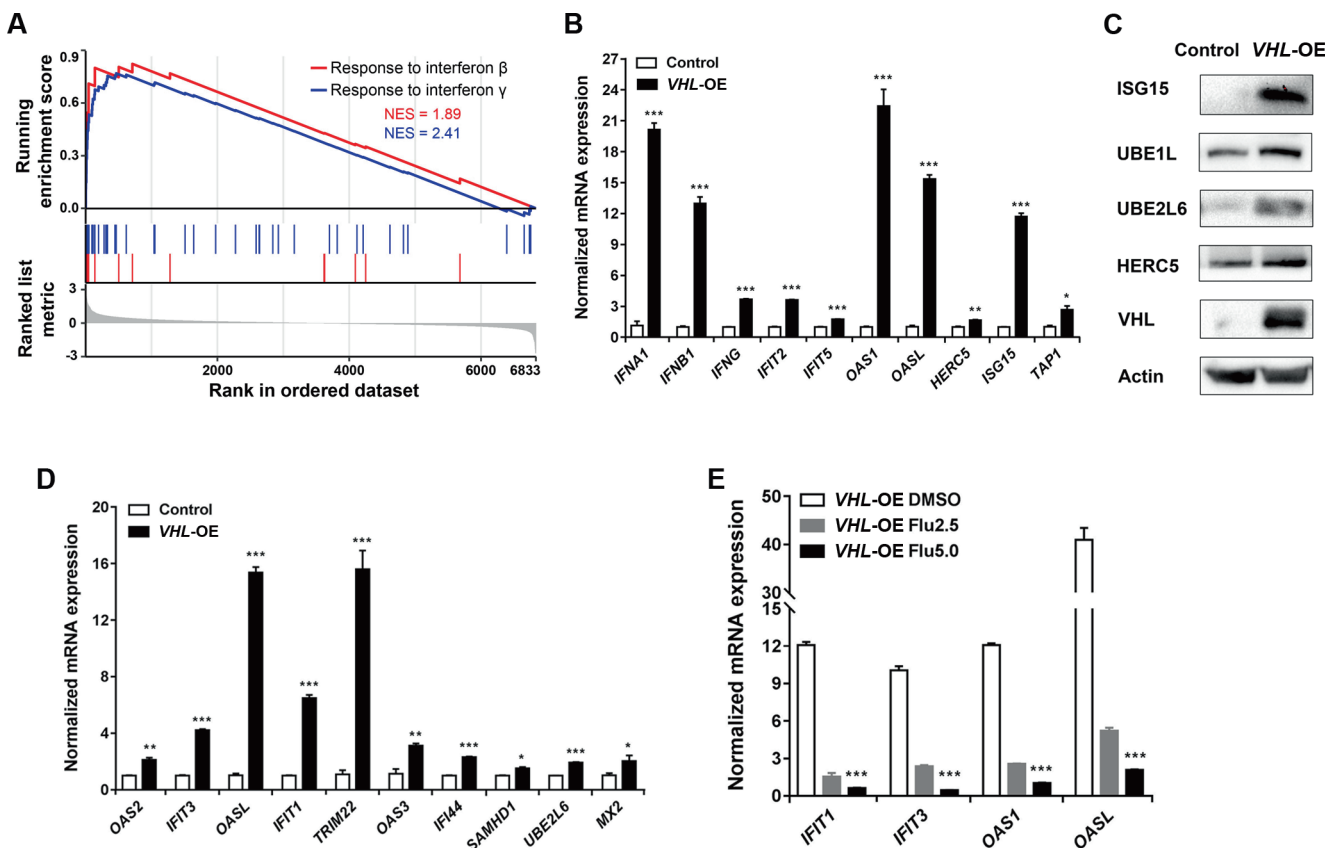 A
0.9
0.6
0.3
0.0
Running
enrichment score
Response to interferon β
Response to interferon γ
NES = 1.89
NES = 2.41
Ranked list
metric
3
0
-3
2000
4000
6000
6833
Rank in ordered dataset
B
Control
VHL-OE
Normalized mRNA expression
27
24
21
18
15
12
9
6
3
0
***
***
***
***
***
***
***
**
***
*
IFNA1
IFNB1
IFNG
IFIT2
IFIT5
OAS1
OASL
HERC5
ISG15
TAP1
C
Control VHL-OE
ISG15
UBE1L
UBE2L6
HERC5
VHL
Actin
D
Control
VHL-OE
Normalized mRNA expression
20
16
12
8
4
0
**
***
***
***
***
**
***
*
***
*
OAS2
IFIT3
OASL
IFIT1
TRIM22
OAS3
IFI44
SAMHD1
UBE2L6
MX2
E
VHL-OE DMSO
VHL-OE Flu2.5
VHL-OE Flu5.0
Normalized mRNA expression
50
40
30
15
12
9
6
3
0
***
***
***
***
IFIT1
IFIT3
OAS1
OASL